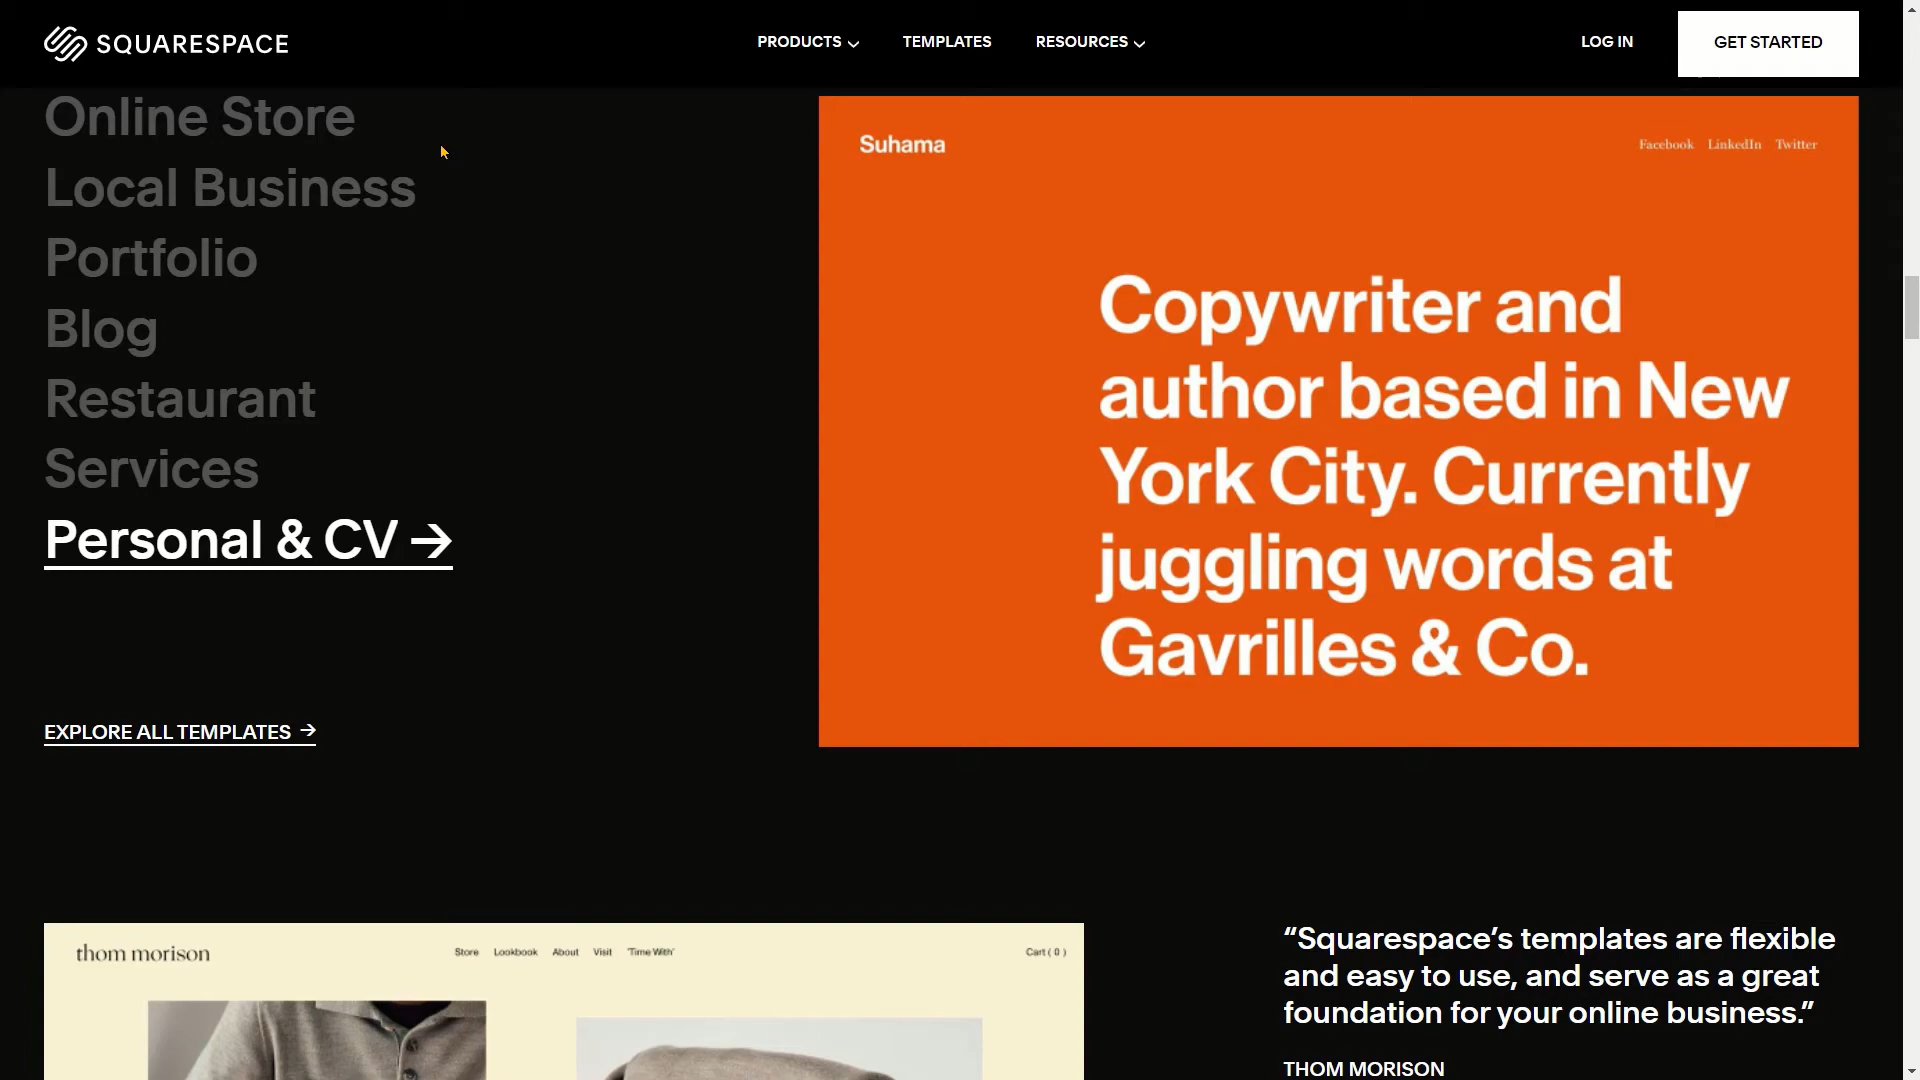 SQUARESPACE
PRODUCTS
TEMPLATES
RESOURCES
LOG IN
GET STARTED
Online Store
Local Business
Portfolio
Blog
Restaurant
Services
Personal & CV →
EXPLORE ALL TEMPLATES →
Suhama
Facebook LinkedIn Twitter
Copywriter and
author based in New
York City. Currently
juggling words at
Gavrilles & Co.
thom morison
Store Lookbook About Visit 'Time With'
Cart ( 0 )
“Squarespace’s templates are flexible
and easy to use, and serve as a great
foundation for your online business.”
THOM MORISON